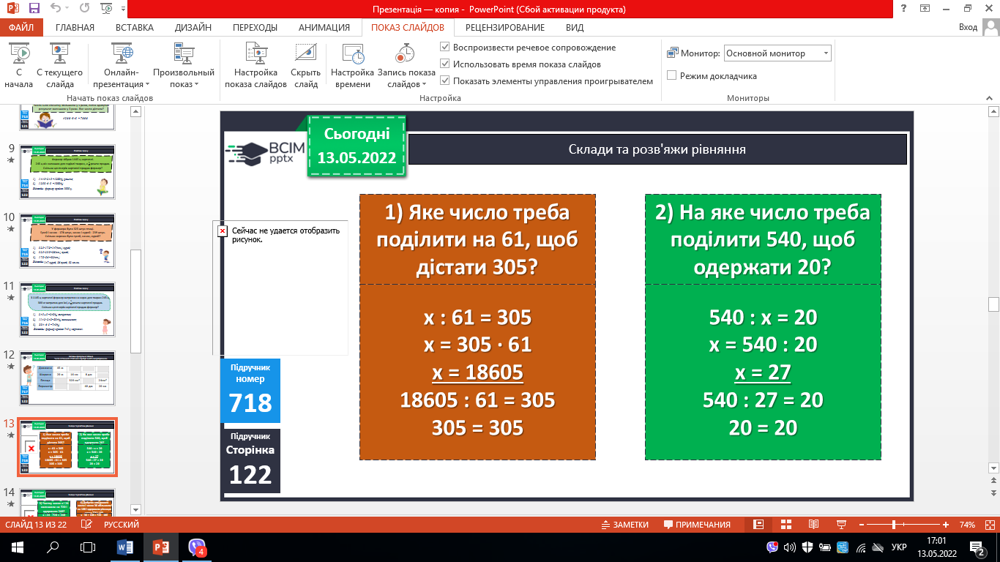 Презентація — копия - PowerPoint (Сбой активации продукта)
ФАЙЛ ГЛАВНАЯ ВСТАВКА ДИЗАЙН ПЕРЕХОДЫ АНИМАЦИЯ ПОКАЗ СЛАЙДОВ РЕЦЕНЗИРОВАНИЕ ВИД Вход
С начала
С текущего слайда
Онлайн-презентация
Произвольный показ
Начать показ слайдов
Настройка показа слайдов
Скрыть слайд
Настройка времени
Запись показа слайдов
Воспроизвести речевое сопровождение
Использовать время показа слайдов
Показать элементы управления проигрывателем
Настройка
Монитор: Основной монитор
Режим докладчика
Мониторы
9
10
11
12
13
14
Сьогодні
13.05.2022
ВСІМ
pptx
Склади та розв'яжи рівняння
Сейчас не удается отобразить
рисунок.
Підручник
номер
718
Підручник
Сторінка
122
1) Яке число треба
поділити на 61, щоб
дістати 305?
х : 61 = 305
х = 305 · 61
х = 18605
18605 : 61 = 305
305 = 305
2) На яке число треба
поділити 540, щоб
одержати 20?
540 : х = 20
х = 540 : 20
х = 27
540 : 27 = 20
20 = 20
СЛАЙД 13 ИЗ 22 РУССКИЙ ЗАМЕТКИ ПРИМЕЧАНИЯ 74%
4
УКР
17:01
13.05.2022
2